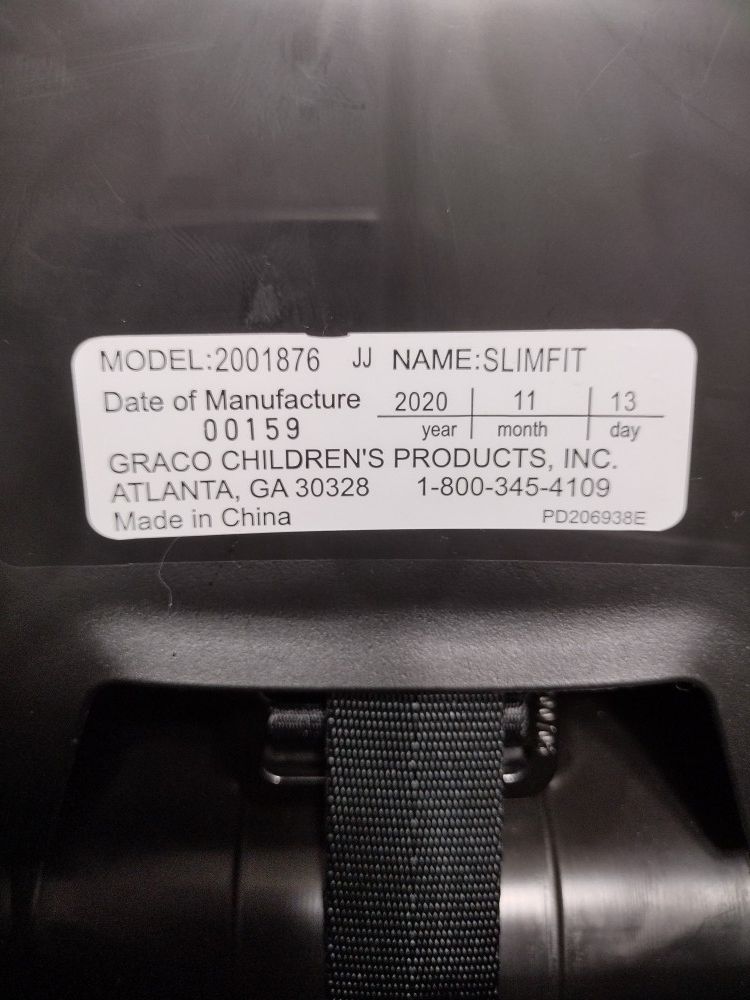 MODEL:2001876 JJ NAME:SLIMFIT
Date of Manufacture 2020 11 13
00159 year month day
GRACO CHILDREN'S PRODUCTS, INC.
ATLANTA, GA 30328 1-800-345-4109
Made in China PD206938E